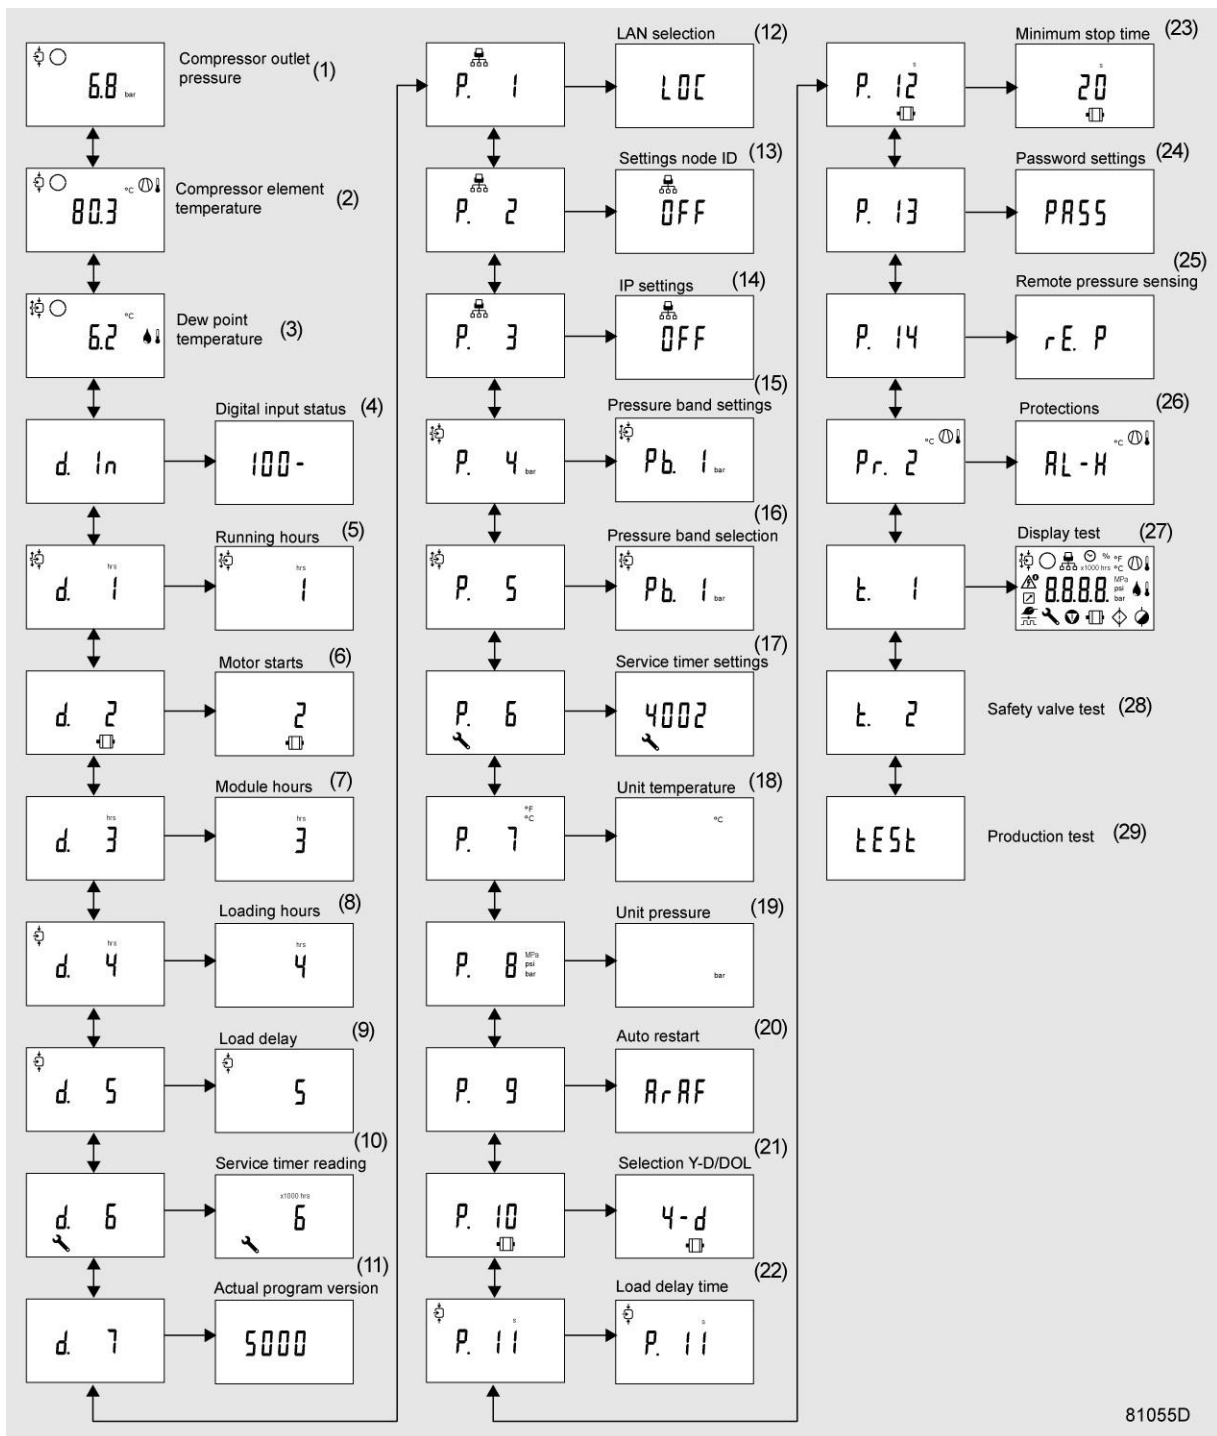 6.8 bar
Compressor outlet
pressure
(1)
80.3 °C
Compressor element
temperature
(2)
6.2 °C
Dew point
temperature
(3)
d. In
Digital input status
(4)
100-
d. 1 hrs
Running hours
(5)
1 hrs
d. 2
Motor starts
(6)
2
d. 3 hrs
Module hours
(7)
3 hrs
d. 4 hrs
Loading hours
(8)
4 hrs
d. 5
Load delay
(9)
5
d. 6
(10)
Service timer reading
x1000 hrs
6
d. 7
(11)
Actual program version
5000
P. 1
LAN selection
(12)
LOC
P. 2
Settings node ID
(13)
OFF
P. 3
IP settings
(14)
OFF
P. 4 bar
(15)
Pressure band settings
Pb. 1 bar
P. 5
(16)
Pressure band selection
Pb. 1 bar
P. 6
(17)
Service timer settings
4002
P. 7 °F
°C
Unit temperature
(18)
°C
P. 8 MPa
psi
bar
Unit pressure
(19)
bar
P. 9
Auto restart
(20)
ArAF
P. 10
(21)
Selection Y-D/DOL
Y-d
P. 11 s
(22)
Load delay time
P. 11 s
P. 12 s
Minimum stop time
(23)
20 s
P. 13
Password settings
(24)
PASS
P. 14
(25)
Remote pressure sensing
rE. P
Pr. 2 °C
Protections
(26)
AL-H °C
t. 1
Display test
(27)
% °F
x1000 hrs °C
8.8.8.8. MPa
psi
bar
t. 2
Safety valve test
(28)
tESt
Production test
(29)
81055D